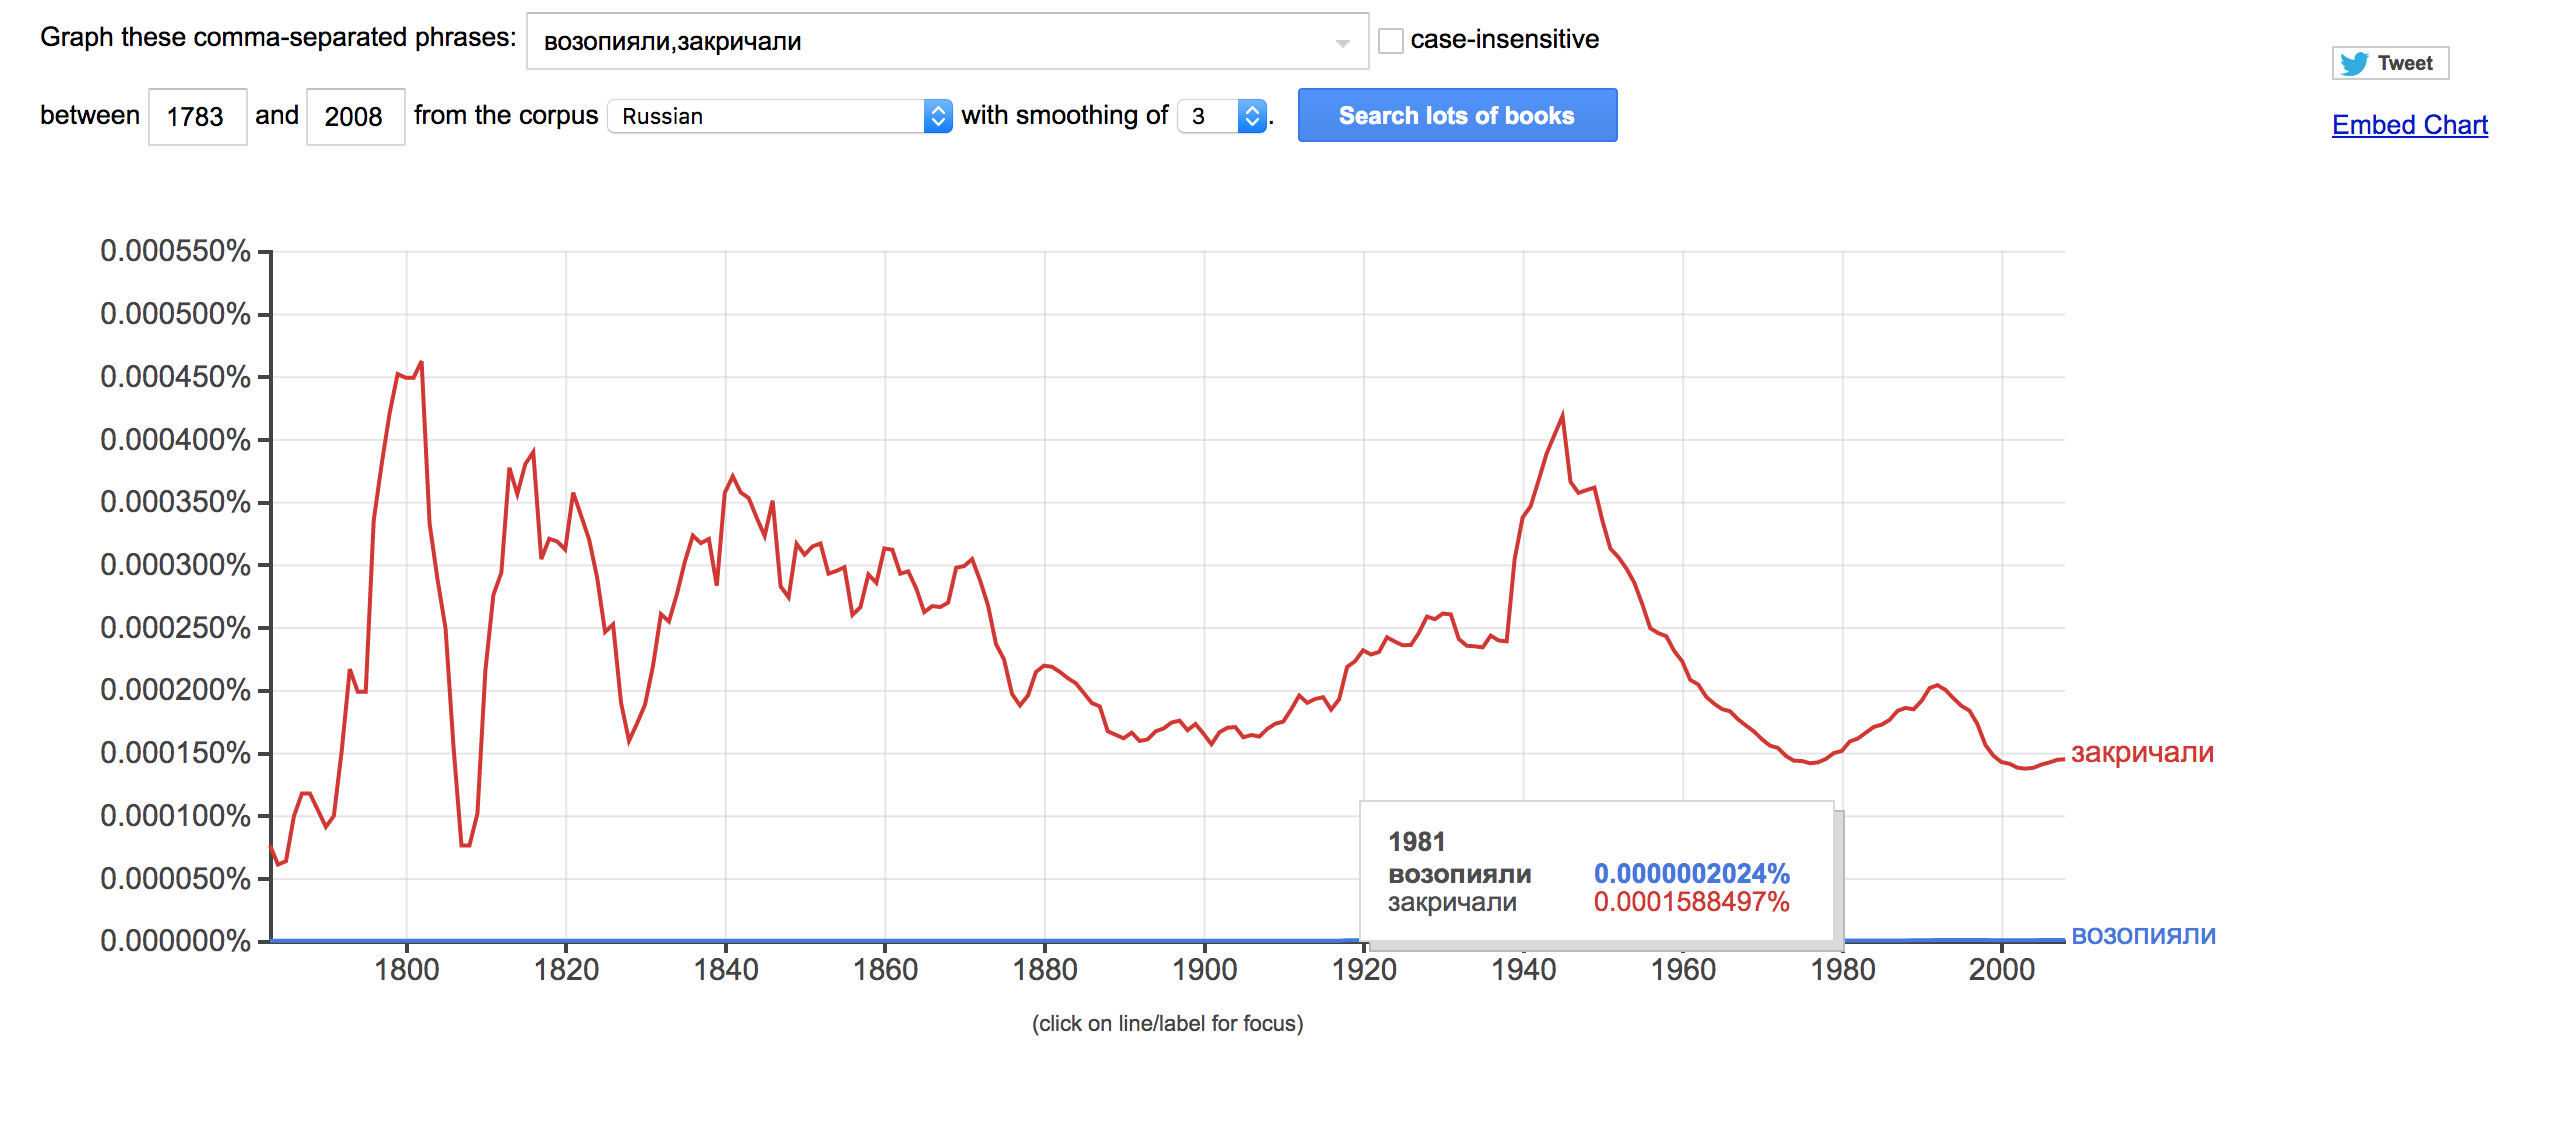 Graph these comma-separated phrases: возопияли,закричали case-insensitive
Tweet
between 1783 and 2008 from the corpus Russian with smoothing of 3 . Search lots of books
Embed Chart
0.000550%
0.000500%
0.000450%
0.000400%
0.000350%
0.000300%
0.000250%
0.000200%
0.000150%
закричали
0.000100%
1981
возопияли 0.0000002024%
0.000050%
закричали 0.0001588497%
0.000000%
возопияли
1800 1820 1840 1860 1880 1900 1920 1940 1960 1980 2000
(click on line/label for focus)